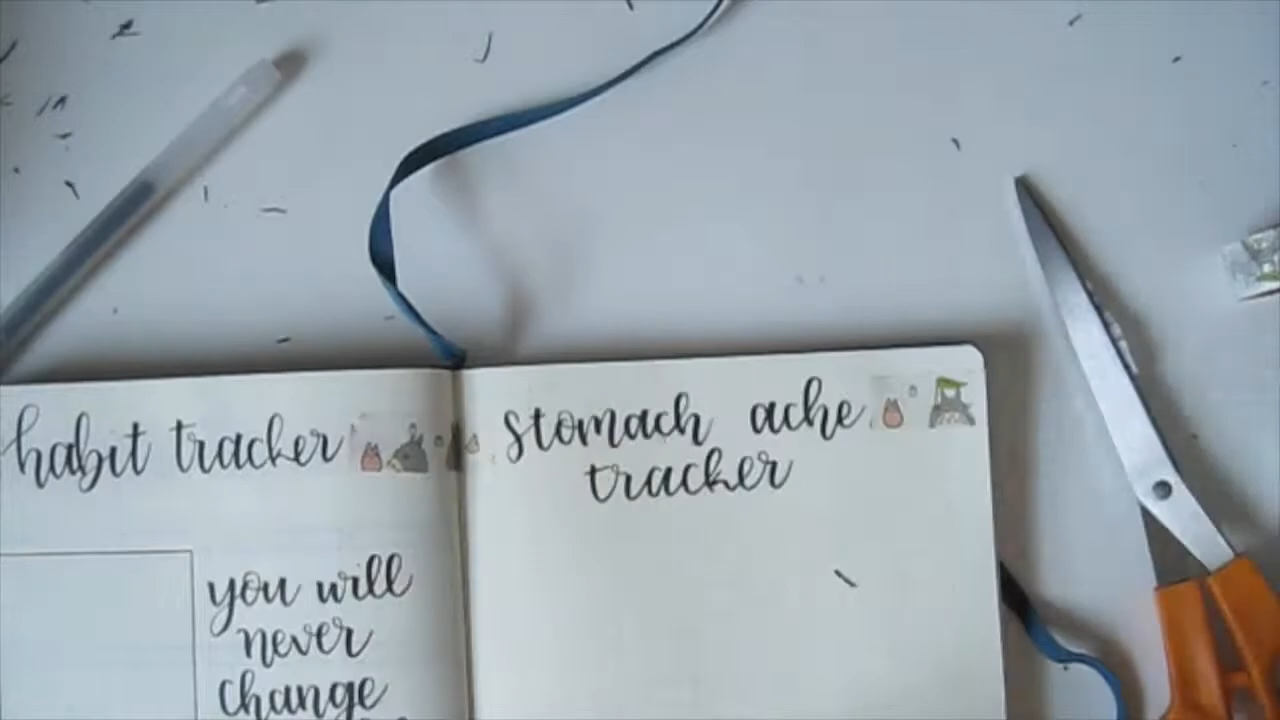 habit tracker
you will
never
change
stomach ache
tracker